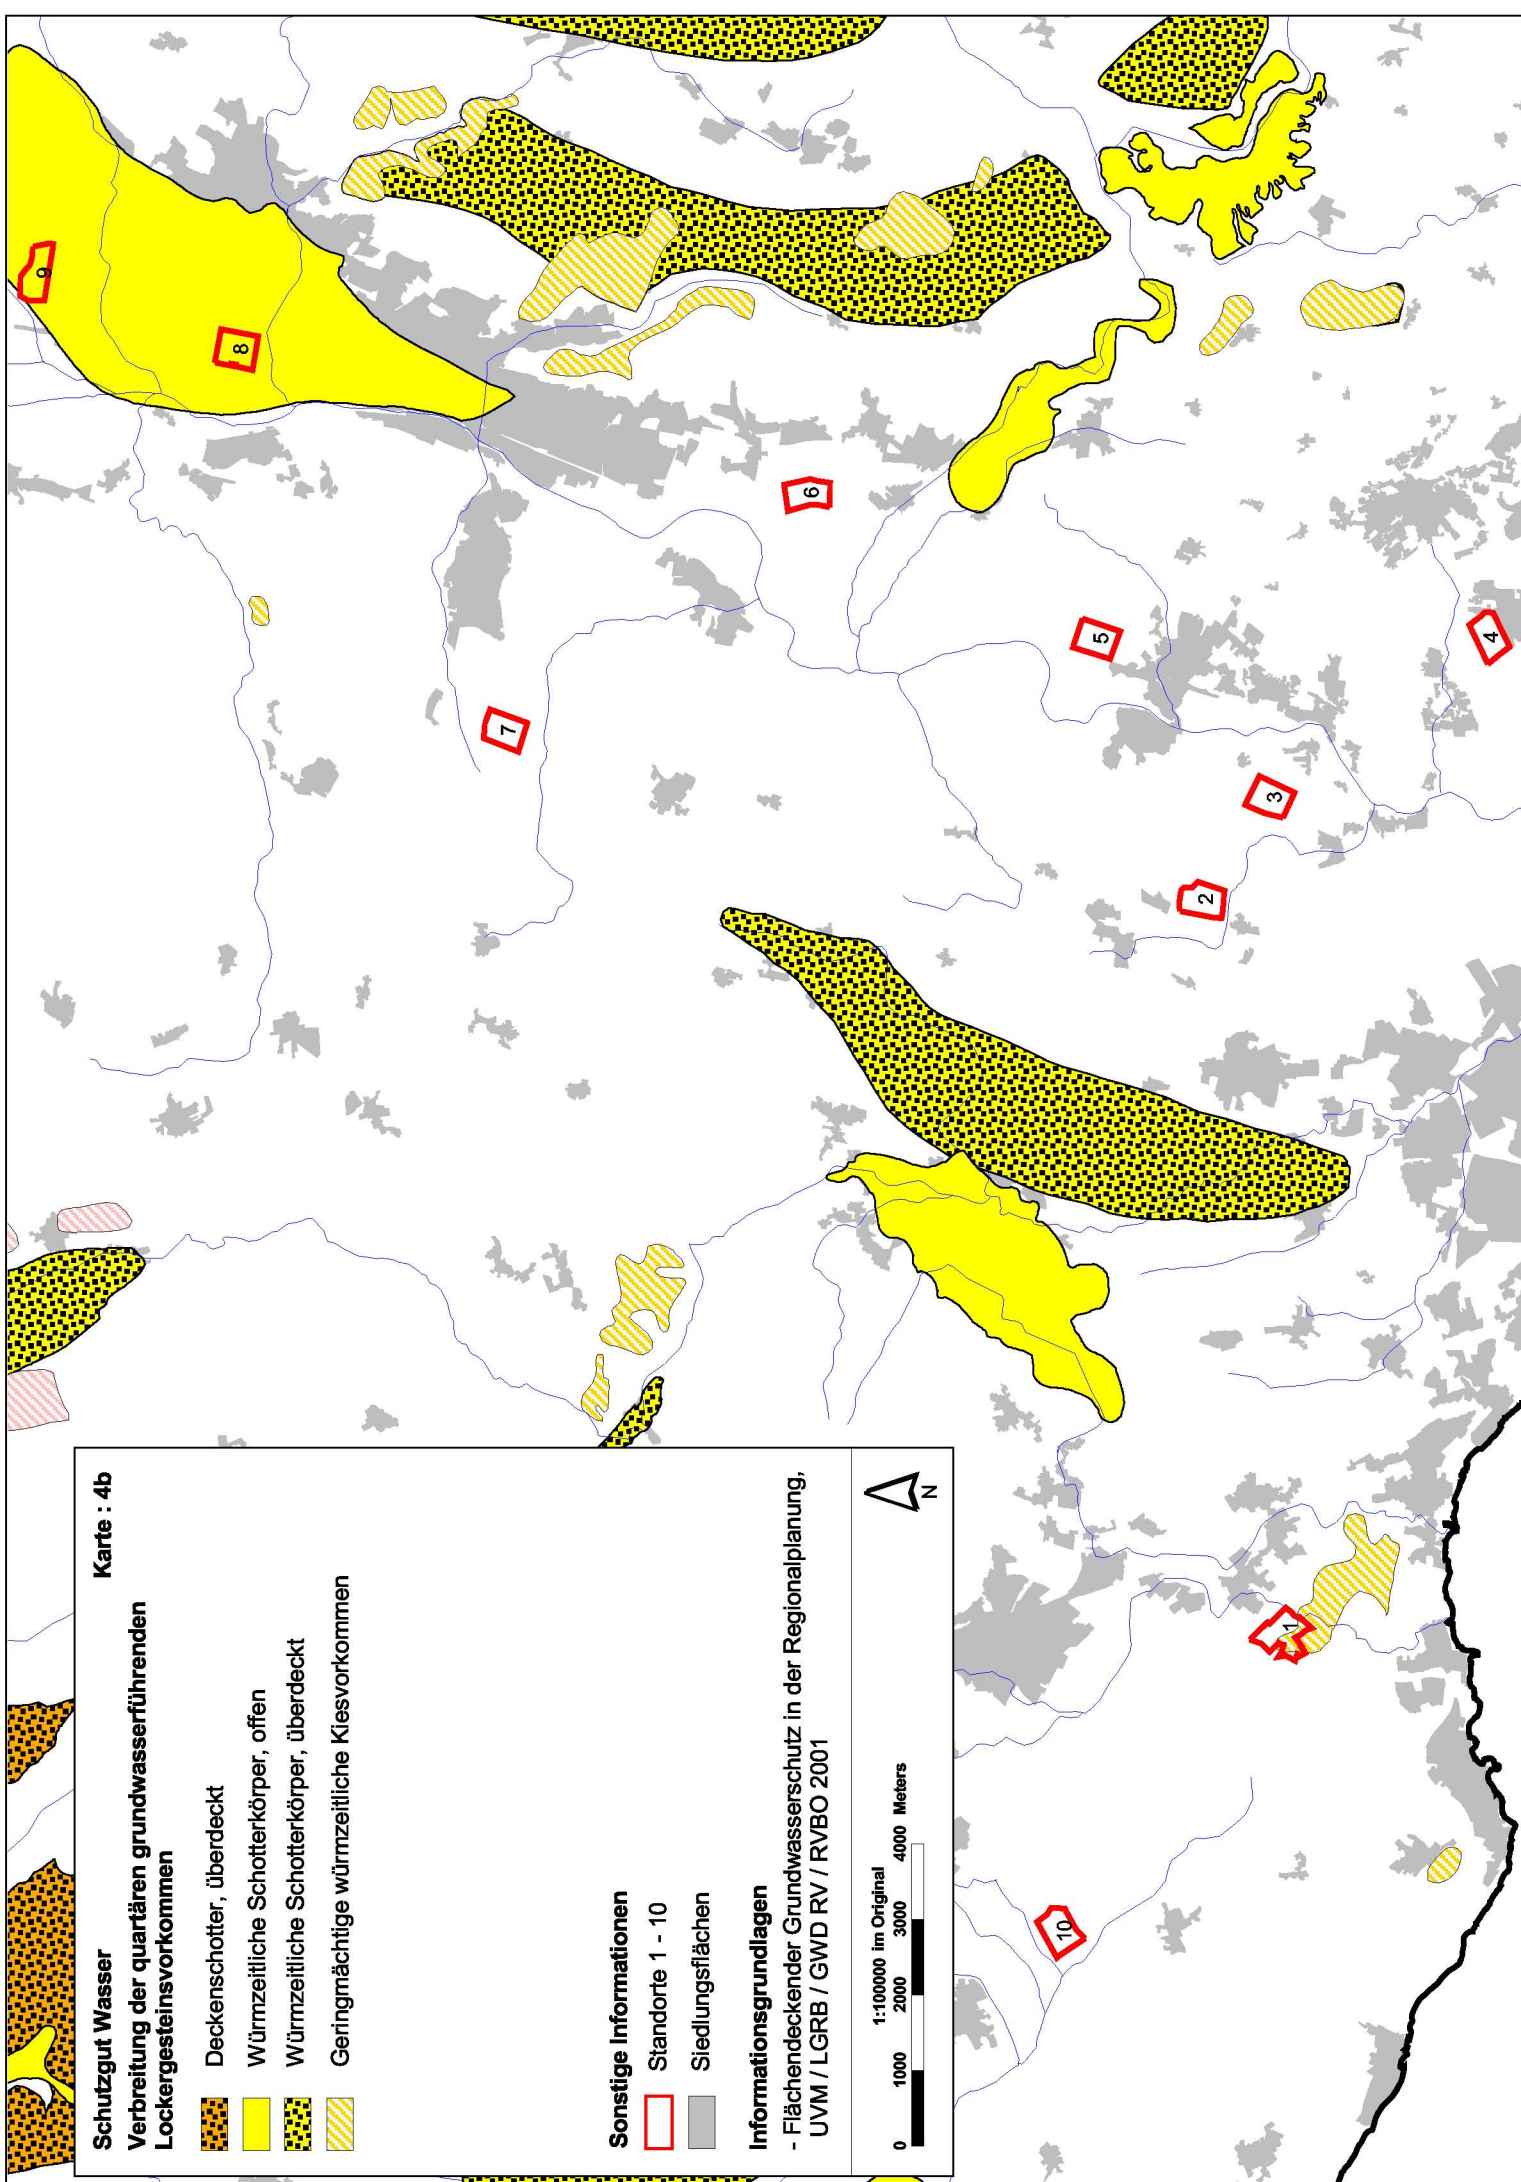 Schutzgut Wasser
Karte : 4b
Verbreitung der quartären grundwasserführenden
Lockergesteinsvorkommen
Deckenschotter, überdeckt
Würmzeitliche Schotterkörper, offen
Würmzeitliche Schotterkörper, überdeckt
Geringmächtige würmzeitliche Kiesvorkommen
Sonstige Informationen
Standorte 1 - 10
Siedlungsflächen
Informationsgrundlagen
- Flächendeckender Grundwasserschutz in der Regionalplanung,
UVM / LGRB / GWD RV / RVBO 2001
1:100000 im Original
0 1000 2000 3000 4000 Meters
N
10
1
2
3
4
5
6
7
8
9